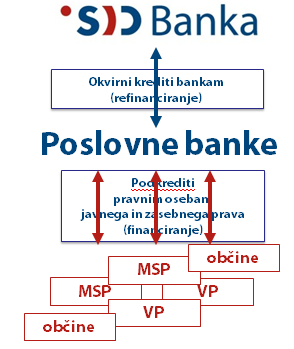 SID Banka
Okvirni krediti bankam
(refinanciranje)
Poslovne banke
Podkrediti
pravnim osebam
javnega in zasebnega prava
(financiranje)
občine
MSP
MSP
VP
VP
občine